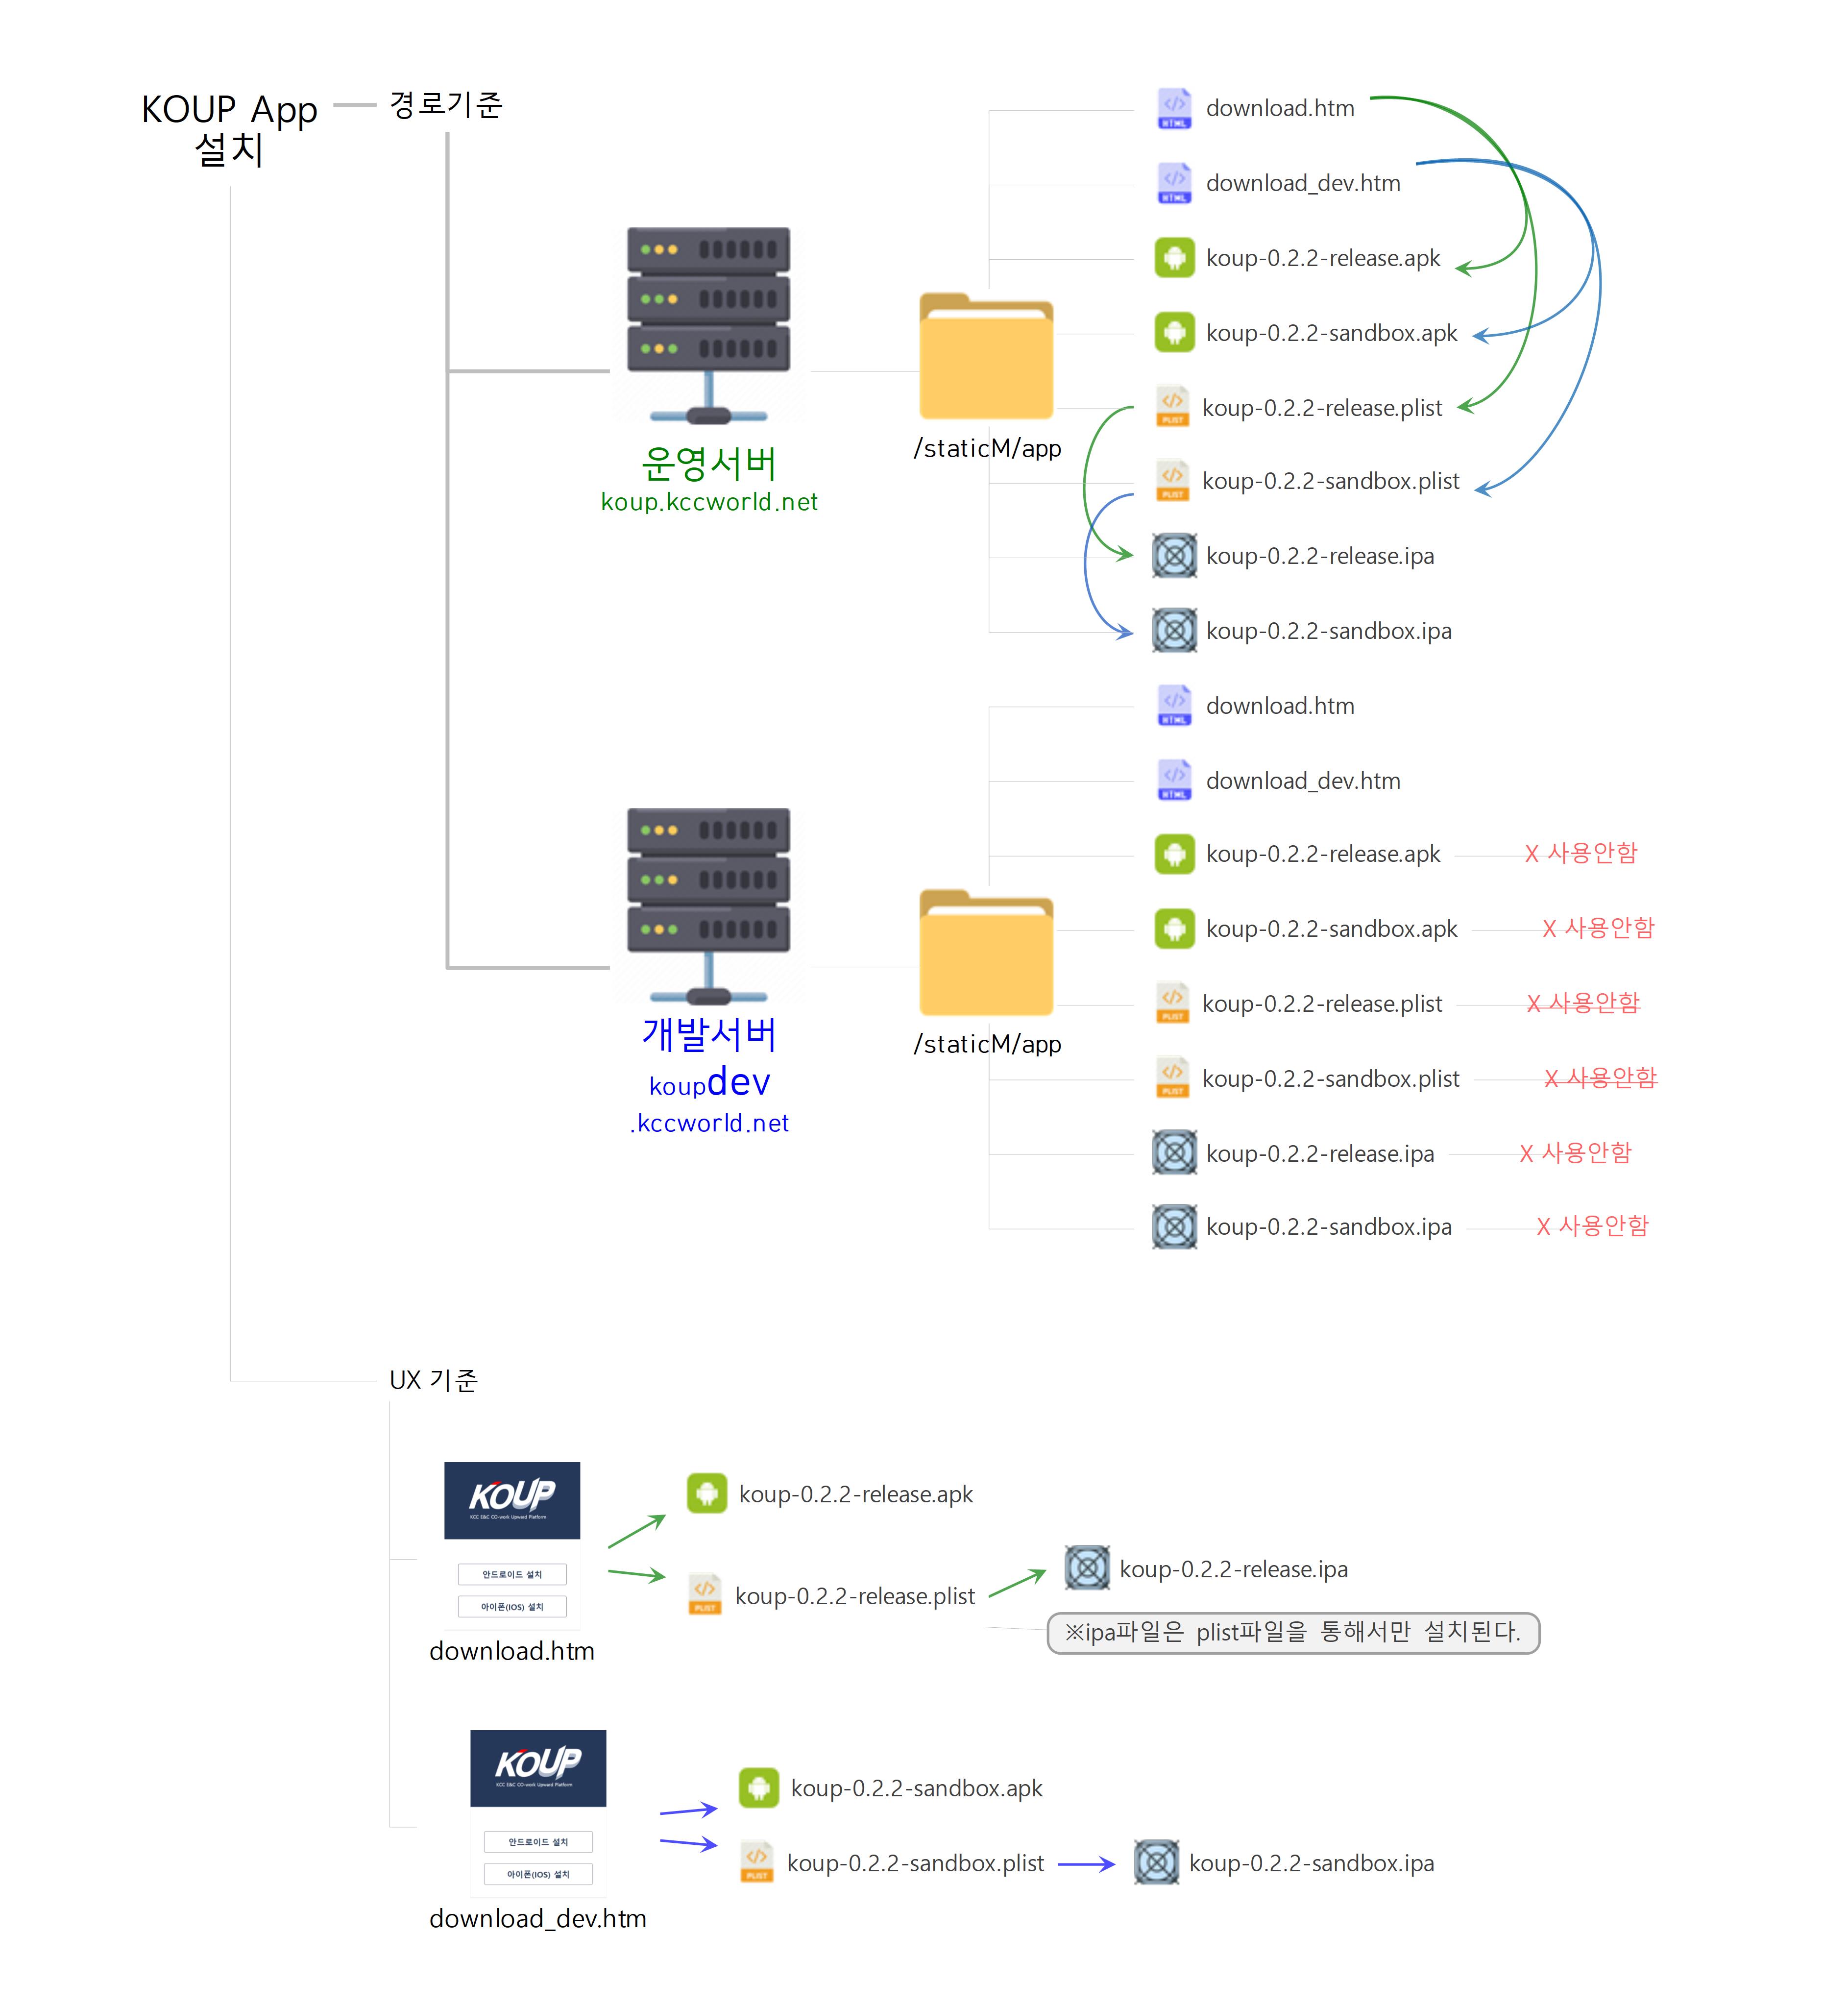 KOUP App
설치
경로기준
운영서버
koup.kccworld.net
/staticM/app
download.htm
download_dev.htm
koup-0.2.2-release.apk
koup-0.2.2-sandbox.apk
koup-0.2.2-release.plist
koup-0.2.2-sandbox.plist
koup-0.2.2-release.ipa
koup-0.2.2-sandbox.ipa
개발서버
koupdev
.kccworld.net
/staticM/app
download.htm
download_dev.htm
koup-0.2.2-release.apk X 사용안함
koup-0.2.2-sandbox.apk X 사용안함
koup-0.2.2-release.plist X 사용안함
koup-0.2.2-sandbox.plist X 사용안함
koup-0.2.2-release.ipa X 사용안함
koup-0.2.2-sandbox.ipa X 사용안함
HTML
HTML
PLIST
PLIST
HTML
HTML
PLIST
PLIST
UX 기준
KOUP
KCC E&C CO-work Upward Platform
안드로이드 설치
아이폰(IOS) 설치
download.htm
koup-0.2.2-release.apk
PLIST
koup-0.2.2-release.plist
koup-0.2.2-release.ipa
※ipa파일은 plist파일을 통해서만 설치된다.
KOUP
KCC E&C CO-work Upward Platform
안드로이드 설치
아이폰(IOS) 설치
download_dev.htm
koup-0.2.2-sandbox.apk
PLIST
koup-0.2.2-sandbox.plist
koup-0.2.2-sandbox.ipa